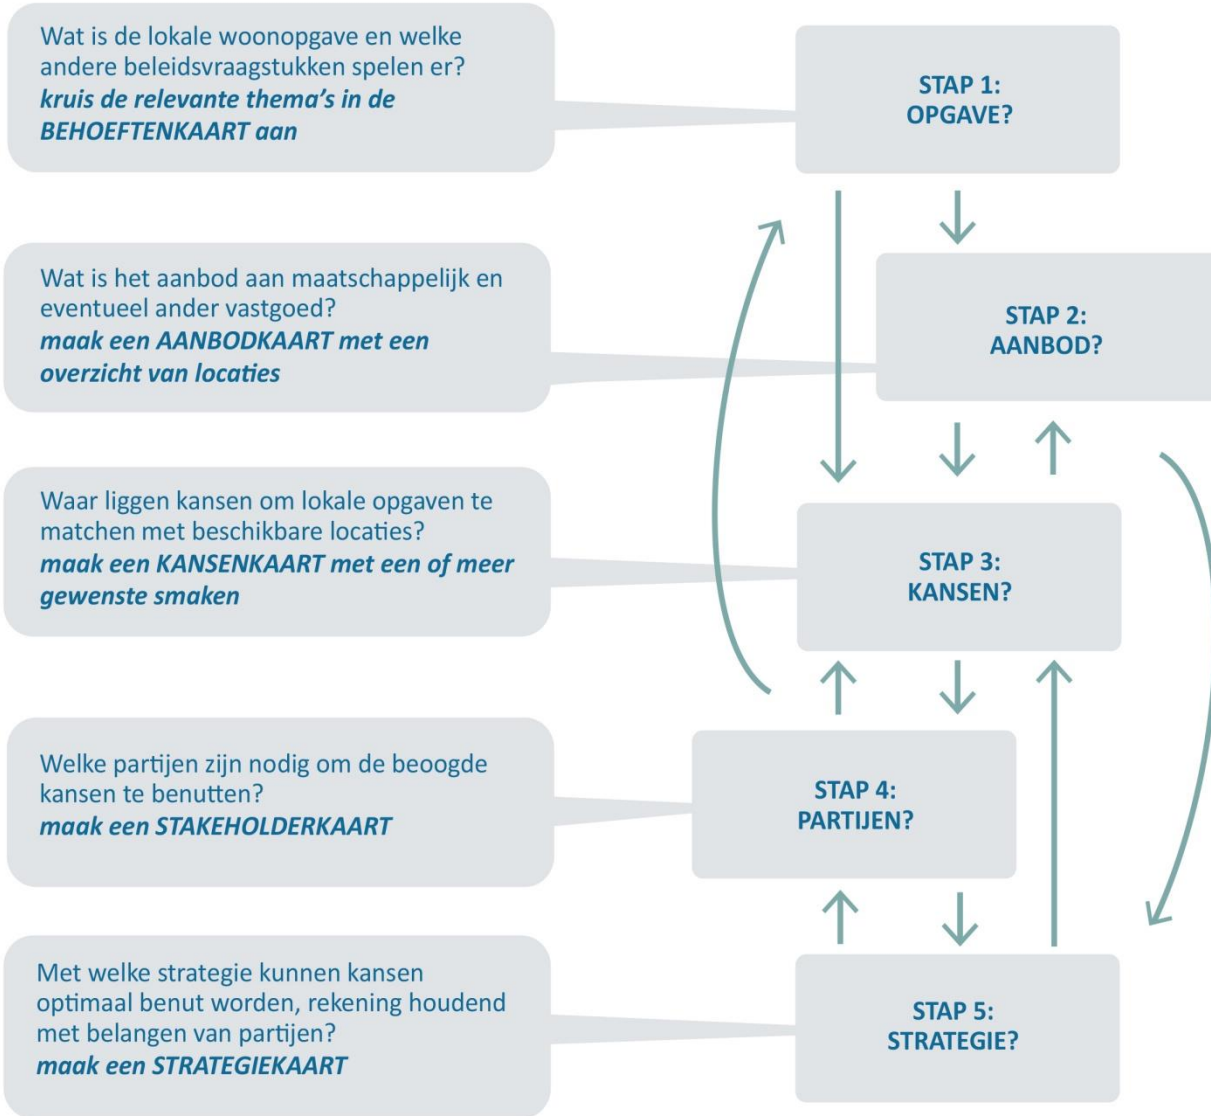 Wat is de lokale woonopgave en welke
andere beleidsvraagstukken spelen er?
kruis de relevante thema’s in de
BEHOEFTENKAART aan
STAP 1:
OPGAVE?
Wat is het aanbod aan maatschappelijk en
eventueel ander vastgoed?
maak een AANBODKAART met een
overzicht van locaties
STAP 2:
AANBOD?
Waar liggen kansen om lokale opgaven te
matchen met beschikbare locaties?
maak een KANSENKAART met een of meer
gewenste smaken
STAP 3:
KANSEN?
Welke partijen zijn nodig om de beoogde
kansen te benutten?
maak een STAKEHOLDERKAART
STAP 4:
PARTIJEN?
Met welke strategie kunnen kansen
optimaal benut worden, rekening houdend
met belangen van partijen?
maak een STRATEGIEKAART
STAP 5:
STRATEGIE?